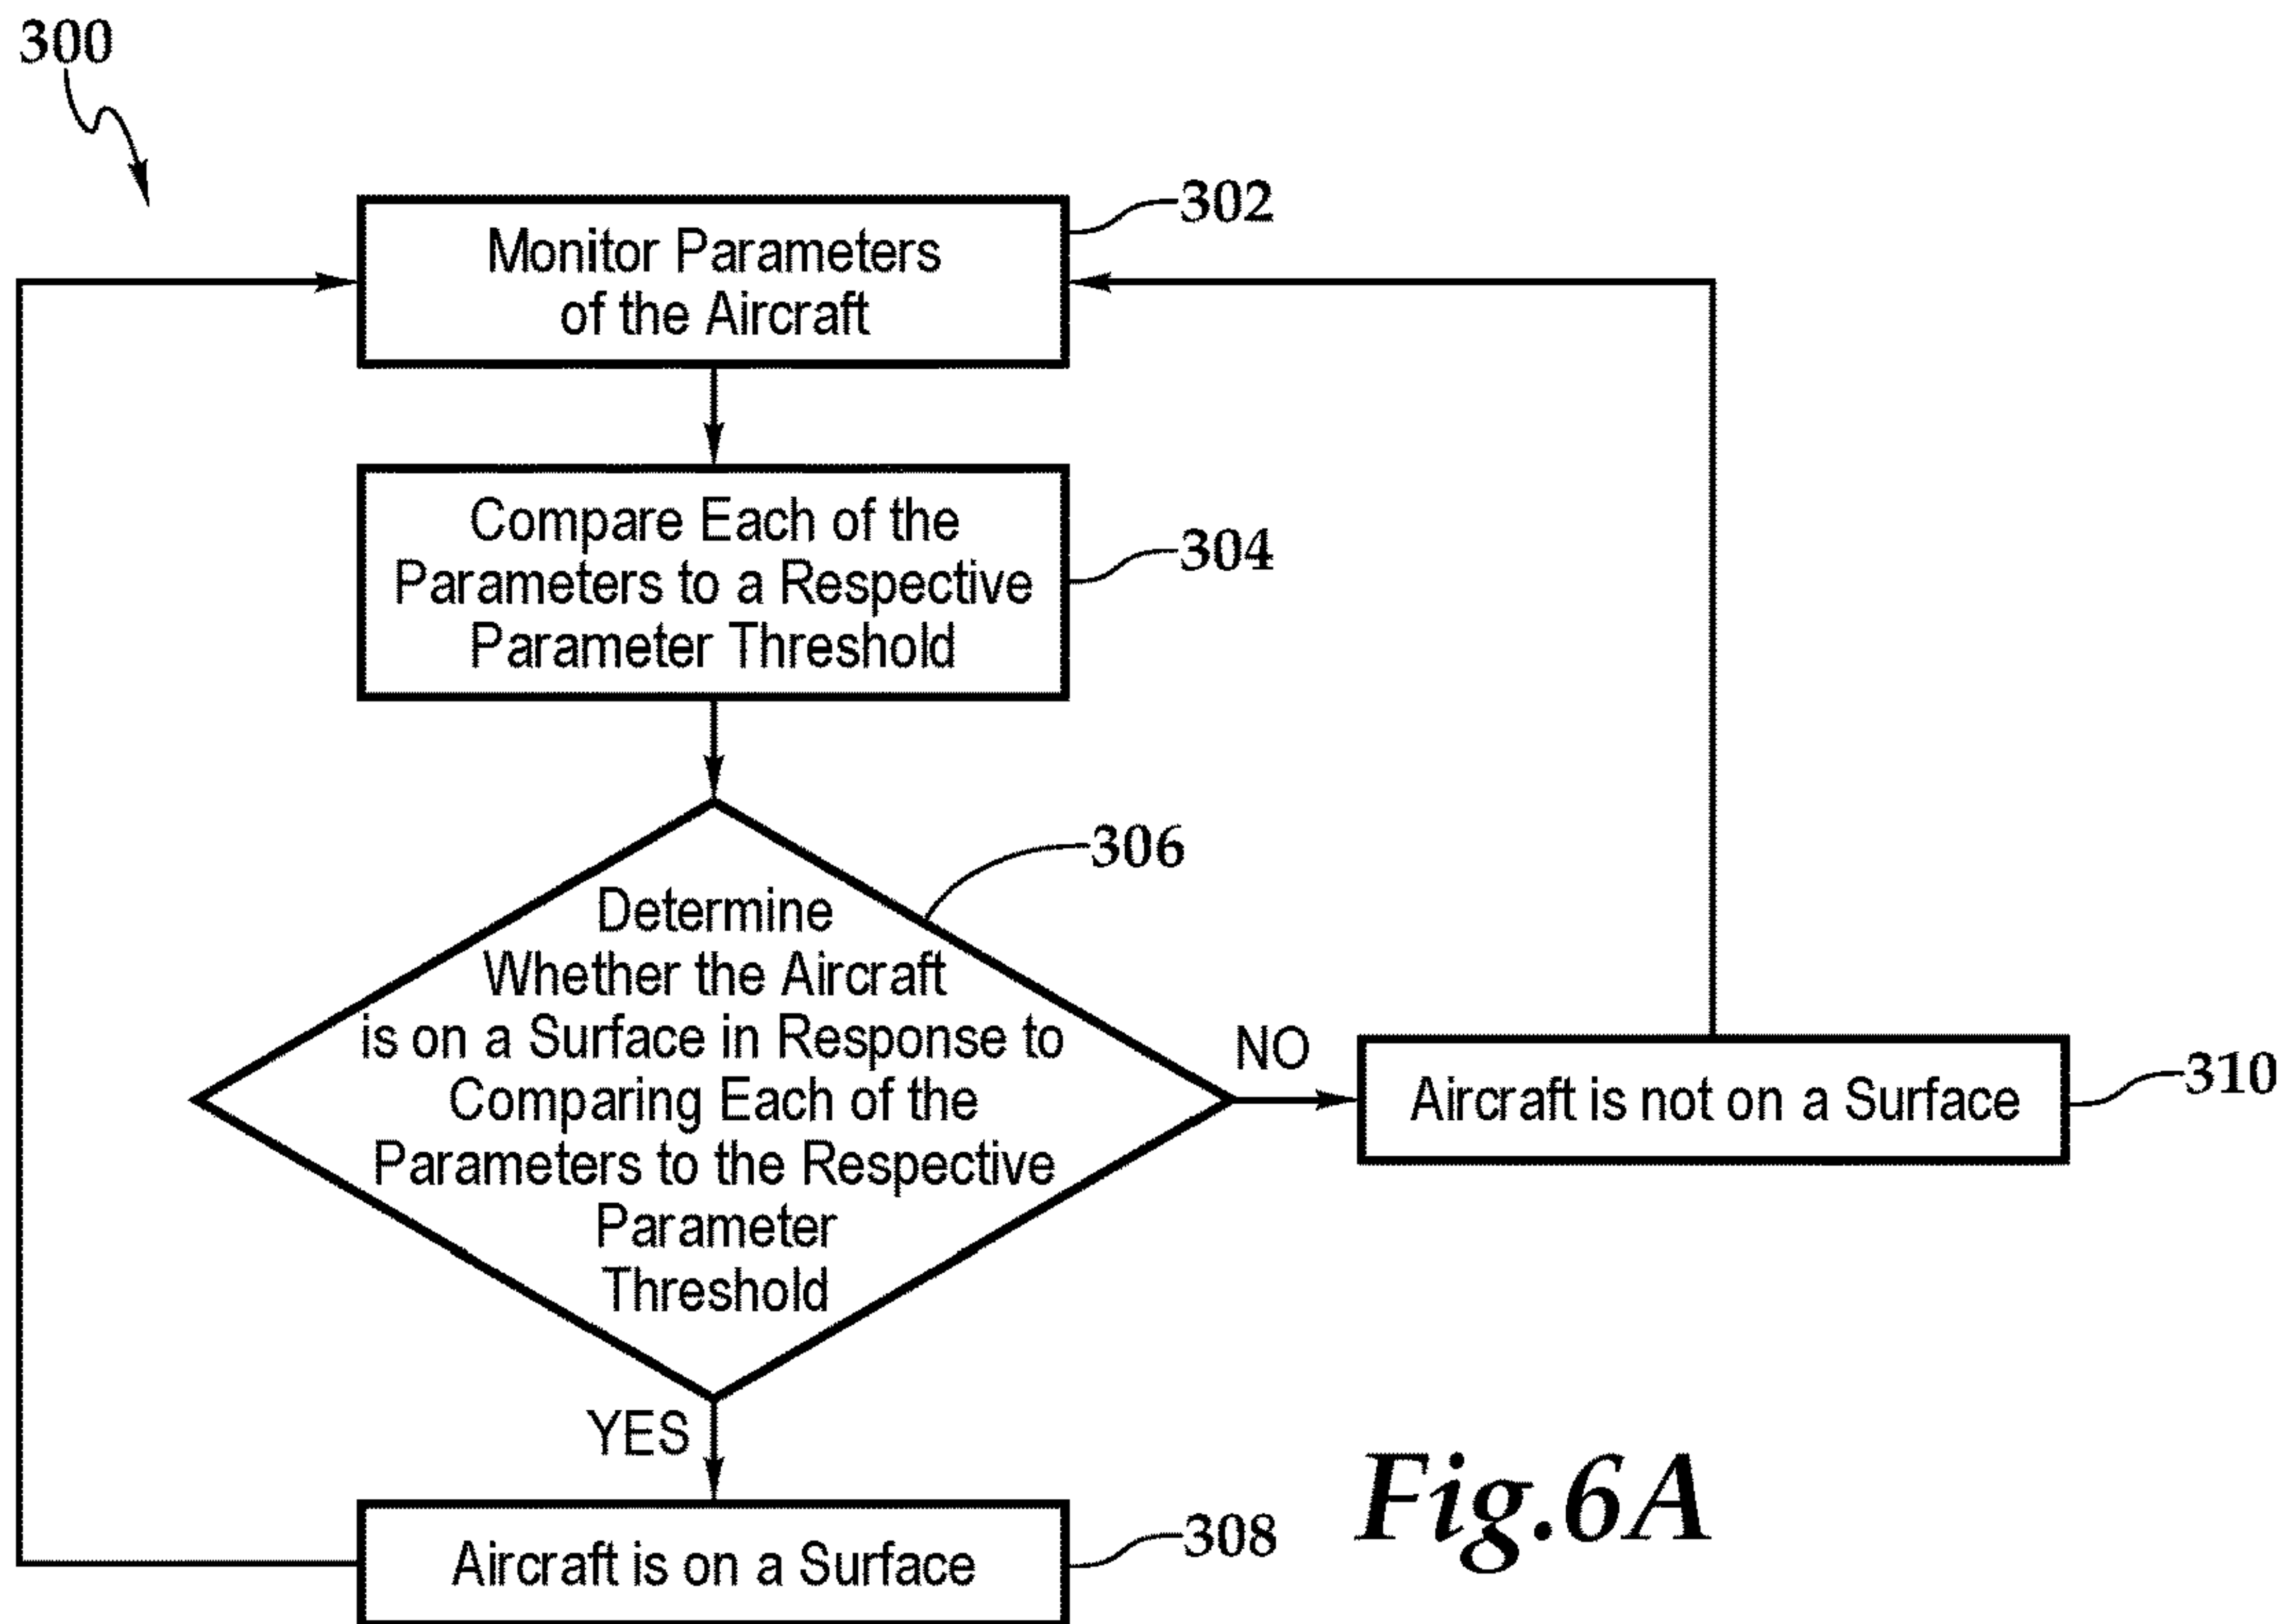 300
302
Monitor Parameters
of the Aircraft
304
Compare Each of the
Parameters to a Respective
Parameter Threshold
306
Determine
Whether the Aircraft
is on a Surface in Response to
Comparing Each of the
Parameters to the Respective
Parameter
Threshold
NO
Aircraft is not on a Surface
310
YES
Aircraft is on a Surface
308
Fig.6A